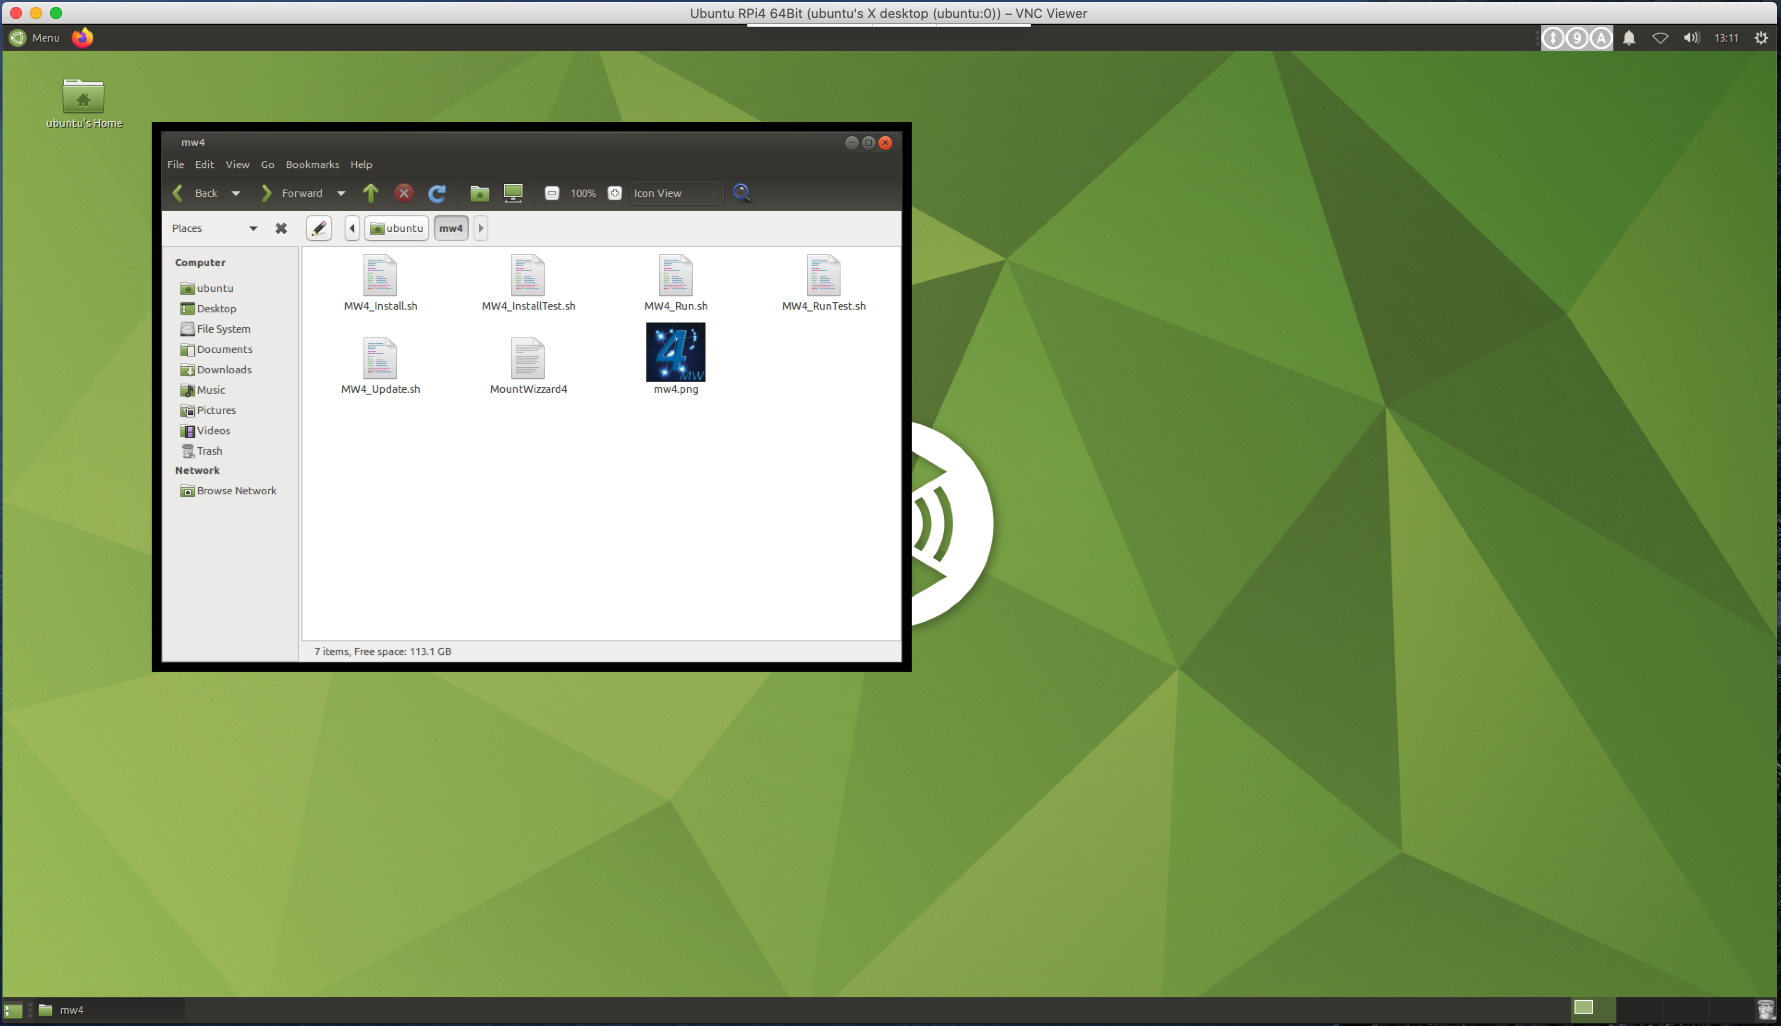 Ubuntu RPi4 64Bit (ubuntu's X desktop (ubuntu:0)) – VNC Viewer
Menu
9 A
13:11
ubuntu's Home
mw4
File Edit View Go Bookmarks Help
Back Forward 100% Icon View
Places ubuntu mw4
Computer
ubuntu
Desktop
File System
Documents
Downloads
Music
Pictures
Videos
Trash
Network
Browse Network
MW4_Install.sh MW4_InstallTest.sh MW4_Run.sh MW4_RunTest.sh
4
MW
MW4_Update.sh MountWizzard4 mw4.png
7 items, Free space: 113.1 GB
mw4